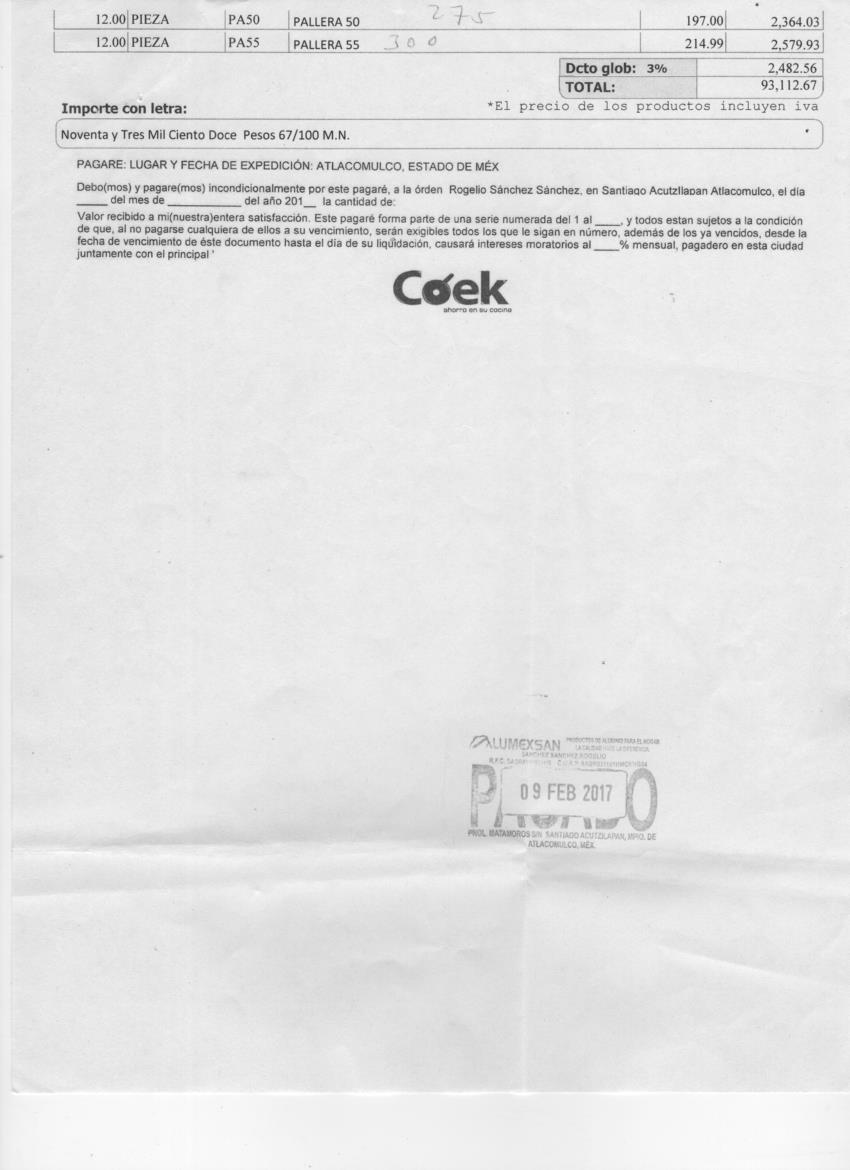 12.00 PIEZA PA50 PALLERA 50 275 197.00 2,364.03
12.00 PIEZA PA55 PALLERA 55 300 214.99 2,579.93
Dcto glob: 3% 2,482.56
TOTAL: 93,112.67
Importe con letra: *El precio de los productos incluyen iva
Noventa y Tres Mil Ciento Doce Pesos 67/100 M.N.
PAGARE: LUGAR Y FECHA DE EXPEDICIÓN: ATLACOMULCO, ESTADO DE MÉX
Debo(mos) y pagare(mos) incondicionalmente por este pagaré, a la órden Rogelio Sánchez Sánchez, en Santiago Acutzllapan Atlacomulco, el día
_____ del mes de ____________ del año 201__ la cantidad de:
Valor recibido a mi(nuestra)entera satisfacción. Este pagaré forma parte de una serie numerada del 1 al ____, y todos estan sujetos a la condición
de que, al no pagarse cualquiera de ellos a su vencimiento, serán exigibles todos los que le sigan en número, además de los ya vencidos, desde la
fecha de vencimiento de éste documento hasta el día de su liquidación, causará intereses moratorios al ____% mensual, pagadero en esta ciudad
juntamente con el principal '
Coek
ahorro en su cocina
ALUMEXSAN PRODUCTOS DE ALUMINIO PARA EL HOGAR
LA CALIDAD HACE LA DIFERENCIA
SANCHEZ SANCHEZ ROGELIO
R.F.C.
PAGADO
09 FEB 2017
PROL. MATAMOROS S/N SANTIAGO ACUTZILAPAN, MPIO. DE
ATLACOMULCO, MÉX.